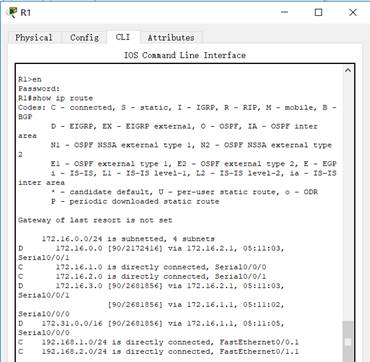 R1
Physical Config CLI Attributes
IOS Command Line Interface
R1>en
Password:
R1#show ip route
Codes: C - connected, S - static, I - IGRP, R - RIP, M - mobile, B -
BGP
D - EIGRP, EX - EIGRP external, O - OSPF, IA - OSPF inter
area
N1 - OSPF NSSA external type 1, N2 - OSPF NSSA external type
2
E1 - OSPF external type 1, E2 - OSPF external type 2, E - EGP
i - IS-IS, L1 - IS-IS level-1, L2 - IS-IS level-2, ia - IS-IS
inter area
* - candidate default, U - per-user static route, o - ODR
P - periodic downloaded static route
Gateway of last resort is not set
172.16.0.0/24 is subnetted, 4 subnets
D 172.16.0.0 [90/2172416] via 172.16.2.1, 05:11:03,
Serial0/0/1
C 172.16.1.0 is directly connected, Serial0/0/0
C 172.16.2.0 is directly connected, Serial0/0/1
D 172.16.3.0 [90/2681856] via 172.16.2.1, 05:11:03,
Serial0/0/1
[90/2681856] via 172.16.1.1, 05:11:02,
Serial0/0/0
D 172.31.0.0/16 [90/2681856] via 172.16.1.1, 05:11:05,
Serial0/0/0
C 192.168.1.0/24 is directly connected, FastEthernet0/0.1
C 192.168.2.0/24 is directly connected, FastEthernet0/1.1